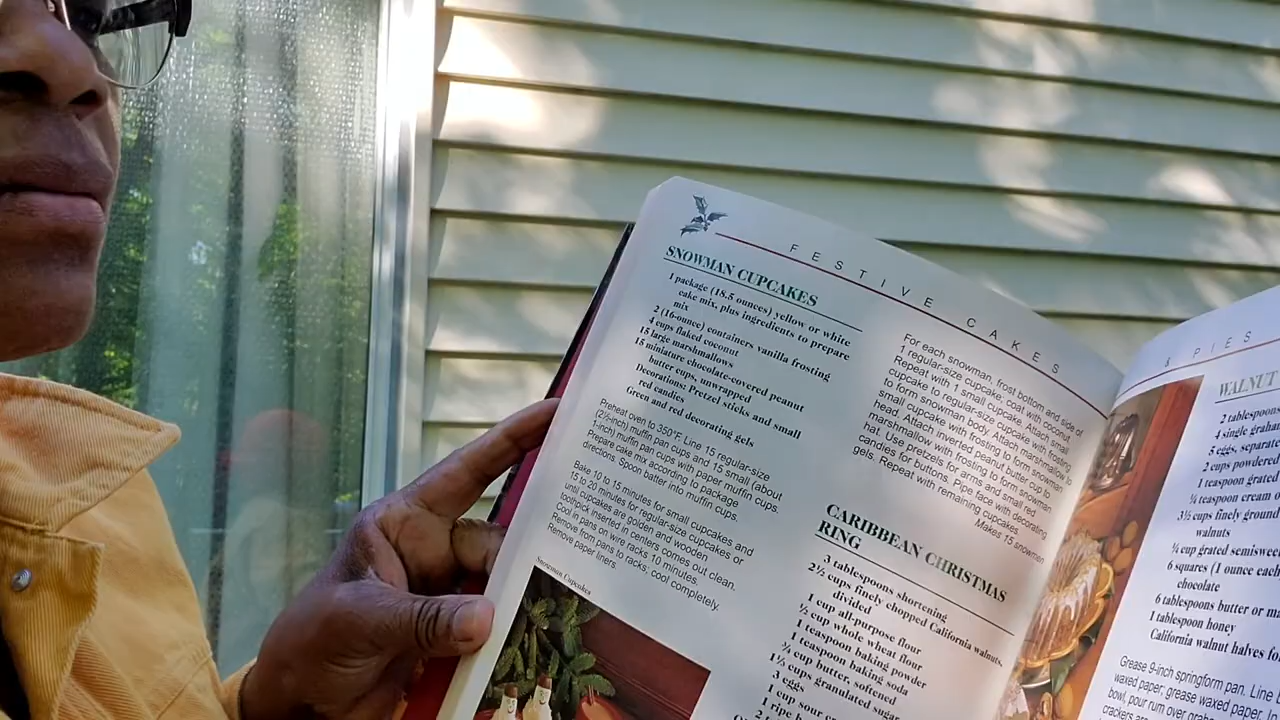 FESTIVE CAKES
SNOWMAN CUPCAKES
1 package (18.5 ounces) yellow or white
cake mix, plus ingredients to prepare
mix
2 (16-ounce) containers vanilla frosting
4 cups flaked coconut
15 large marshmallows
15 miniature chocolate-covered peanut
butter cups, unwrapped
Decorations: Pretzel sticks and small
red candies
Green and red decorating gels
Preheat oven to 350°F. Line 15 regular-size
(2½-inch) muffin pan cups and 15 small (about
1-inch) muffin pan cups with paper muffin cups.
Prepare cake mix according to package
directions. Spoon batter into muffin cups.
Bake 10 to 15 minutes for small cupcakes and
15 to 20 minutes for regular-size cupcakes or
until cupcakes are golden and wooden
toothpick inserted in centers comes out clean.
Cool in pans on wire racks 10 minutes.
Remove from pans to racks; cool completely.
Remove paper liners.
Snowman Cupcakes
For each snowman, frost bottom and side of
1 regular-size cupcake; coat with coconut.
Repeat with 1 small cupcake. Attach small
cupcake to regular-size cupcake with frosting
to form snowman body. Attach marshmallow to
small cupcake with frosting to form snowman
head. Attach inverted peanut butter cup to
marshmallow with frosting to form snowman
hat. Use pretzels for arms and small red
candies for buttons. Pipe face with decorating
gels. Repeat with remaining cupcakes.
Makes 15 snowmen
CARIBBEAN CHRISTMAS
RING
3 tablespoons shortening
2½ cups finely chopped California walnuts,
divided
1 cup all-purpose flour
½ cup whole wheat flour
1 teaspoon baking powder
1 teaspoon baking soda
¾ cup butter, softened
1½ cups granulated sugar
3 eggs
1 cup sour
1 ripe
& PIES
WALNUT
2 tablespoons
4 single graham
5 eggs, separate
2 cups powdered
1 teaspoon grated
¼ teaspoon cream
3½ cups finely ground
walnuts
¾ cup grated semisweet
6 squares (1 ounce each
chocolate
6 tablespoons butter or m
1 tablespoon honey
California walnut halves fo
Grease 9-inch springform pan. Line
waxed paper; grease waxed paper. In
bowl, pour rum over
crackers